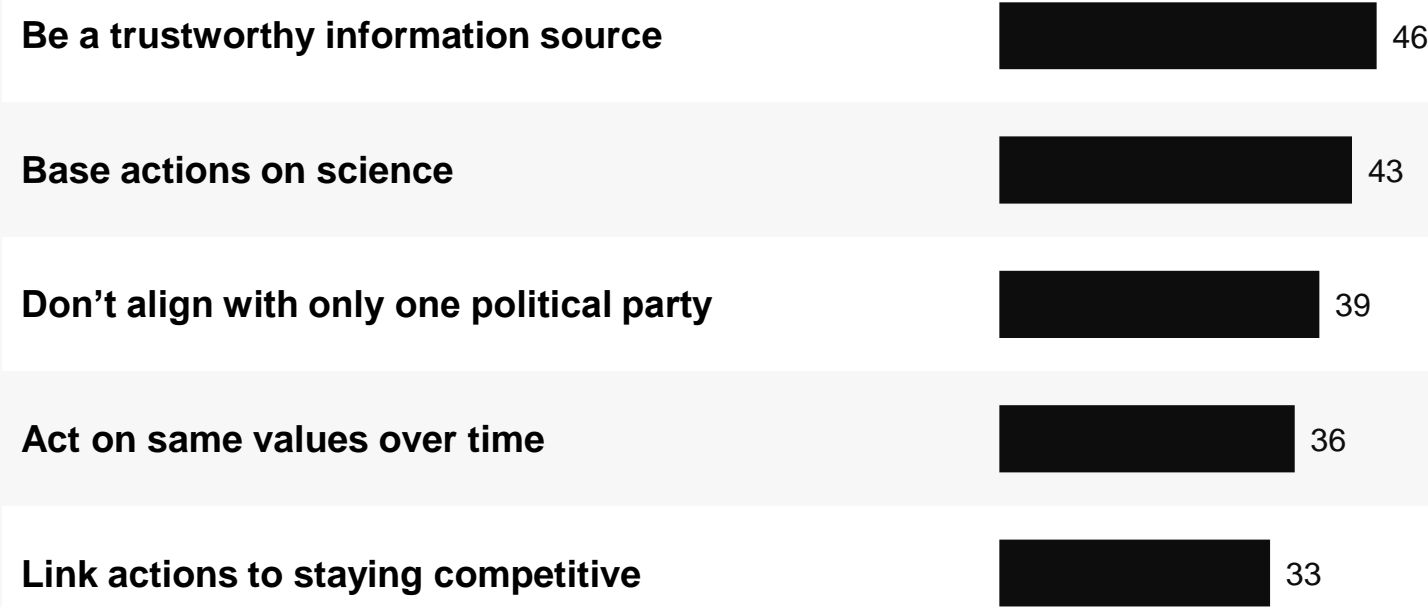 Be a trustworthy information source 46
Base actions on science 43
Don’t align with only one political party 39
Act on same values over time 36
Link actions to staying competitive 33